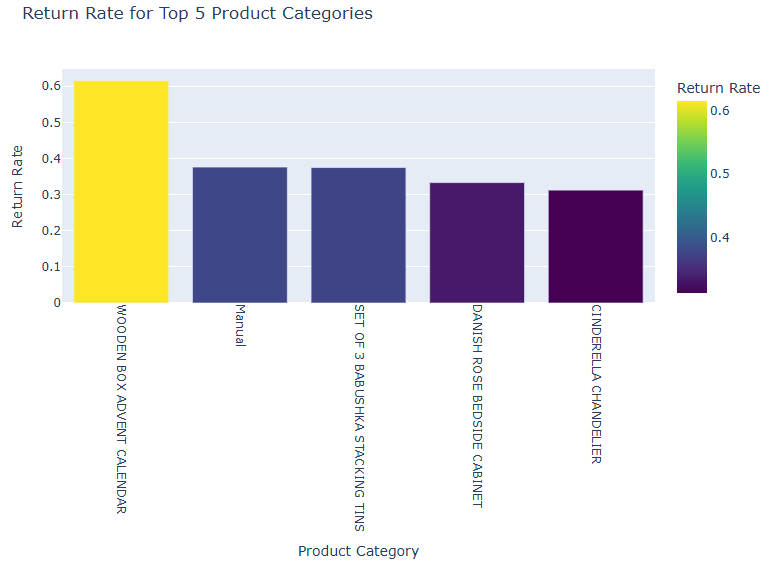 Return Rate for Top 5 Product Categories
Return Rate
0.6
0.5
0.4
0.3
0.2
0.1
0
WOODEN BOX ADVENT CALENDAR
Manual
SET OF 3 BABUSHKA STACKING TINS
DANISH ROSE BEDSIDE CABINET
CINDERELLA CHANDELIER
Product Category
Return Rate
0.6
0.5
0.4